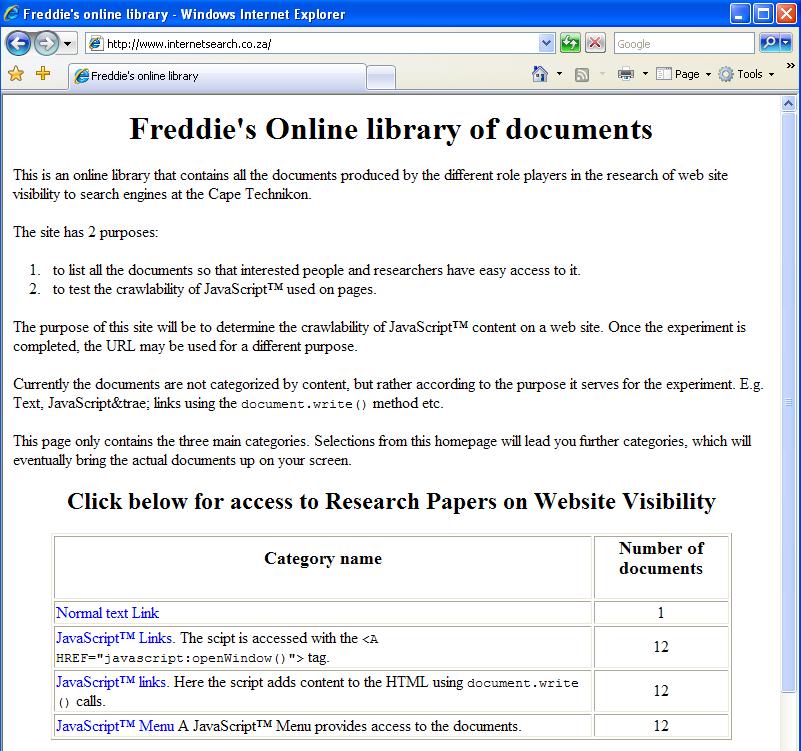 Freddie's online library - Windows Internet Explorer
http://www.internetsearch.co.za/
Google
Freddie's online library
Page
Tools
»
Freddie's Online library of documents
This is an online library that contains all the documents produced by the different role players in the research of web site
visibility to search engines at the Cape Technikon.
The site has 2 purposes:
1. to list all the documents so that interested people and researchers have easy access to it.
2. to test the crawlability of JavaScript™ used on pages.
The purpose of this site will be to determine the crawlability of JavaScript™ content on a web site. Once the experiment is
completed, the URL may be used for a different purpose.
Currently the documents are not categorized by content, but rather according to the purpose it serves for the experiment. E.g.
Text, JavaScript&trae; links using the document.write() method etc.
This page only contains the three main categories. Selections from this homepage will lead you further categories, which will
eventually bring the actual documents up on your screen.
Click below for access to Research Papers on Website Visibility
Category name
Number of
documents
Normal text Link
1
JavaScript™ Links. The scipt is accessed with the <A
HREF="javascript:openWindow()"> tag.
12
JavaScript™ links. Here the script adds content to the HTML using document.write
() calls.
12
JavaScript™ Menu A JavaScript™ Menu provides access to the documents.
12